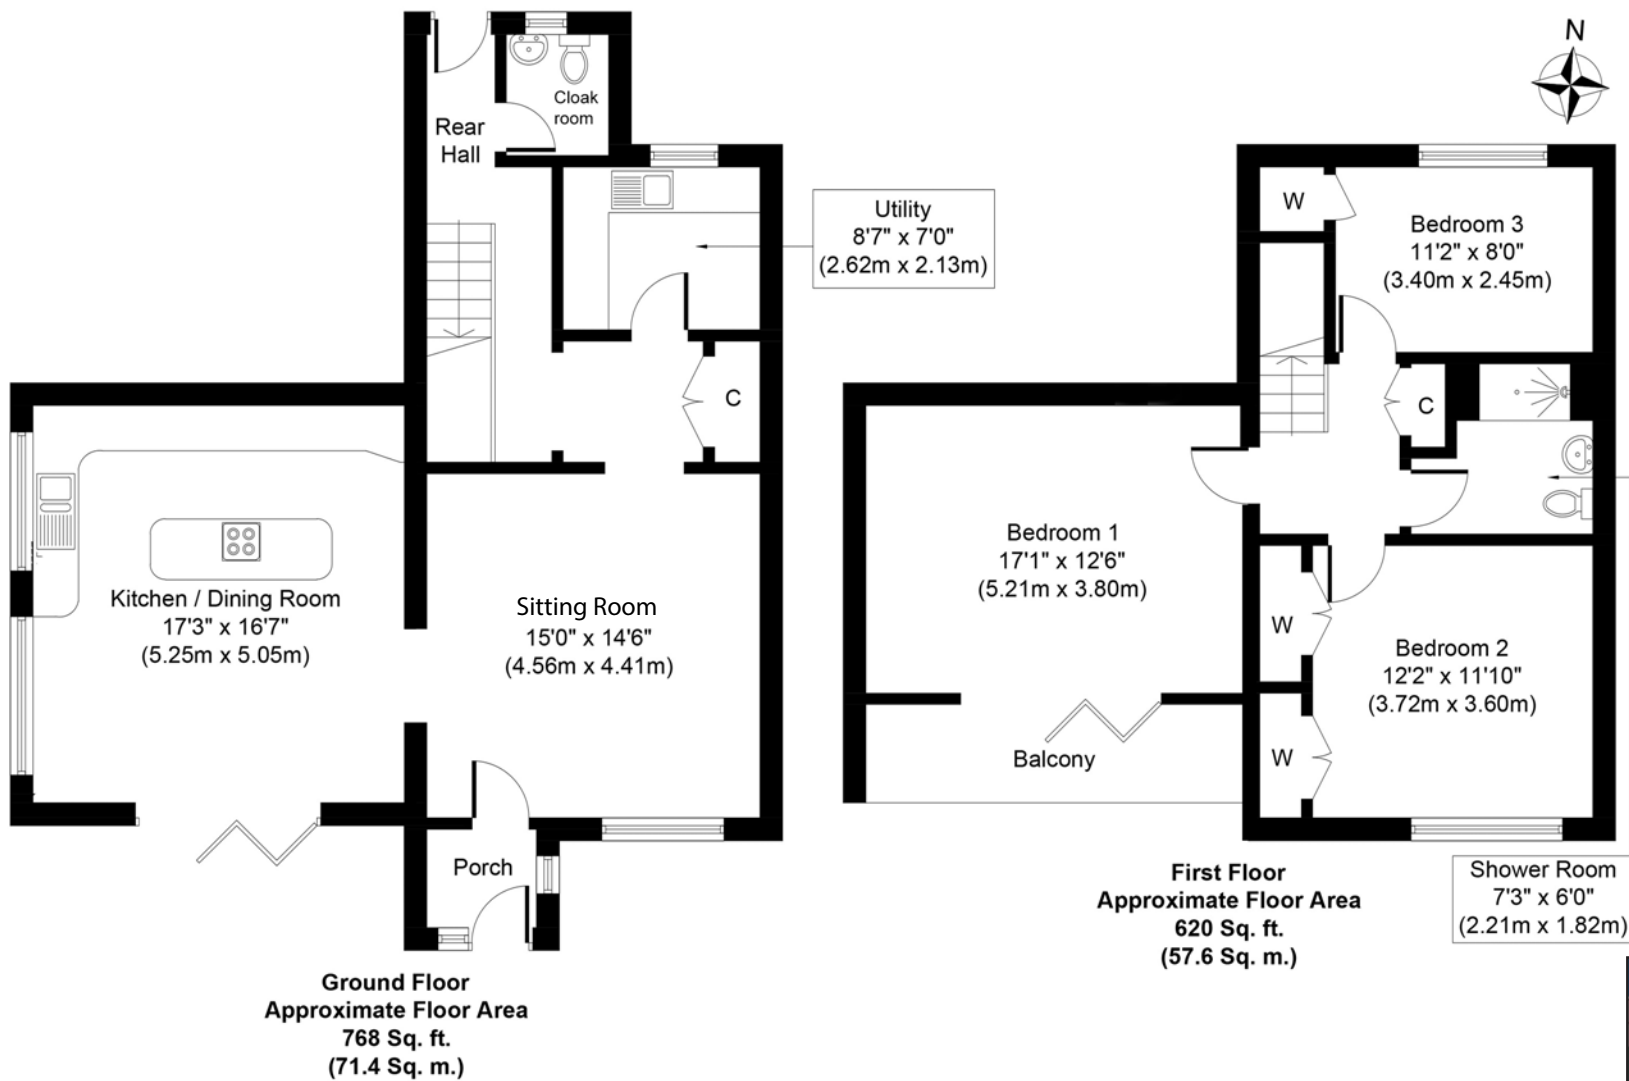 N
Cloak
room
Rear
Hall
Utility
8'7" x 7'0"
(2.62m x 2.13m)
C
Kitchen / Dining Room
17'3" x 16'7"
(5.25m x 5.05m)
Sitting Room
15'0" x 14'6"
(4.56m x 4.41m)
Porch
Ground Floor
Approximate Floor Area
768 Sq. ft.
(71.4 Sq. m.)
W
Bedroom 3
11'2" x 8'0"
(3.40m x 2.45m)
C
Bedroom 1
17'1" x 12'6"
(5.21m x 3.80m)
W
Bedroom 2
12'2" x 11'10"
(3.72m x 3.60m)
W
Balcony
First Floor
Approximate Floor Area
620 Sq. ft.
(57.6 Sq. m.)
Shower Room
7'3" x 6'0"
(2.21m x 1.82m)